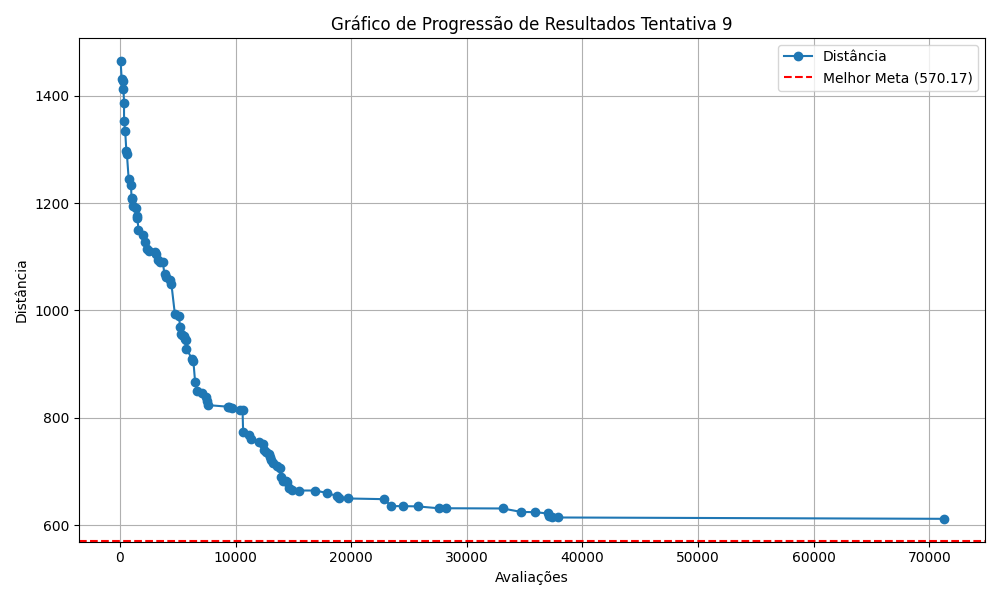 Gráfico de Progressão de Resultados Tentativa 9
Distância
Melhor Meta (570.17)
Distância
1400
1200
1000
800
600
0
10000
20000
30000
40000
50000
60000
70000
Avaliações